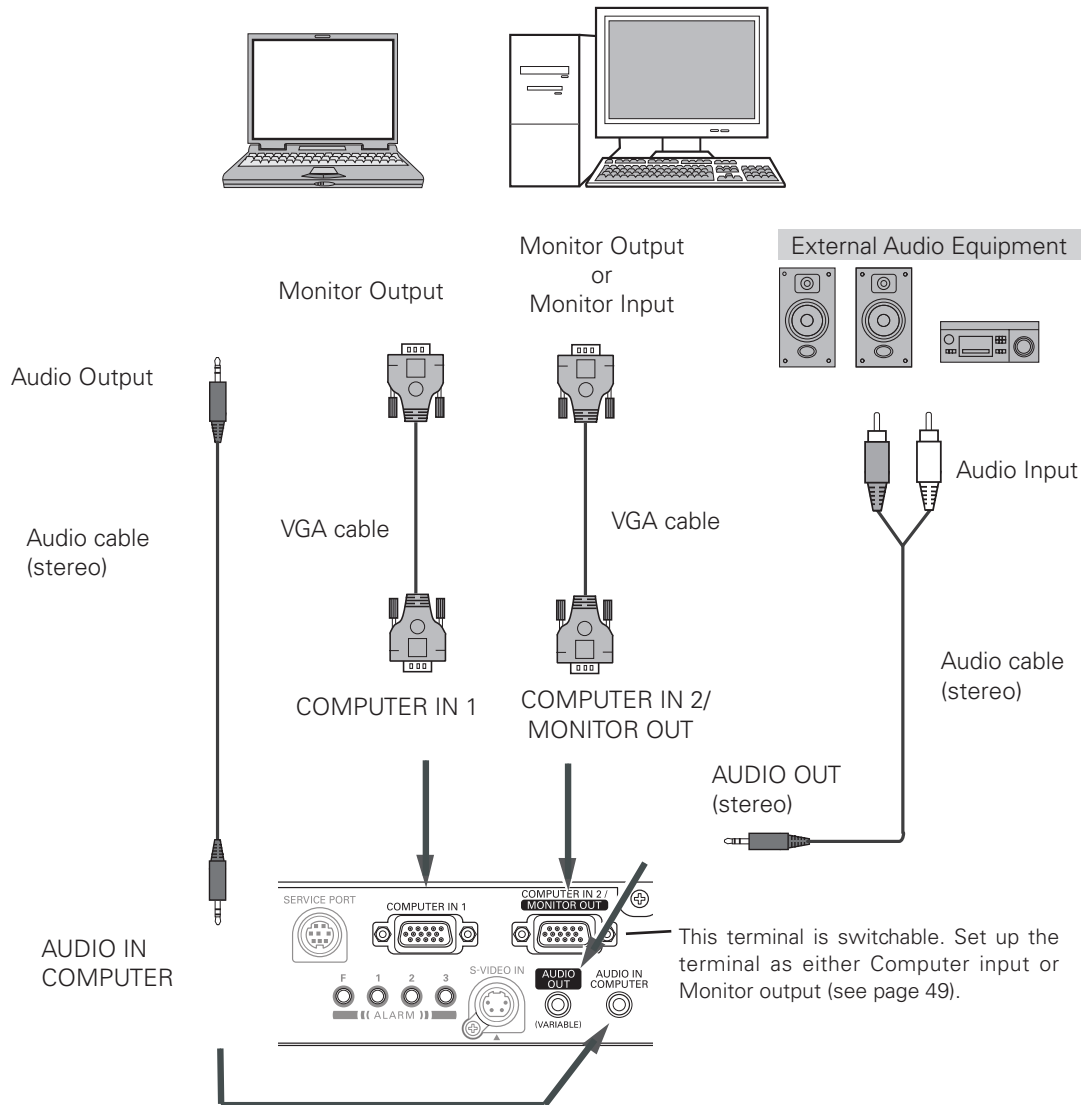 Monitor Output
or
Monitor Input
External Audio Equipment
Monitor Output
Audio Output
Audio Input
VGA cable
VGA cable
Audio cable
(stereo)
Audio cable
(stereo)
COMPUTER IN 1
COMPUTER IN 2/
MONITOR OUT
AUDIO OUT
(stereo)
SERVICE PORT
COMPUTER IN 1
COMPUTER IN 2 /
MONITOR OUT
AUDIO IN
COMPUTER
This terminal is switchable. Set up the
terminal as either Computer input or
Monitor output (see page 49).
F 1 2 3
ALARM
S-VIDEO IN
AUDIO
OUT
(VARIABLE)
AUDIO IN
COMPUTER